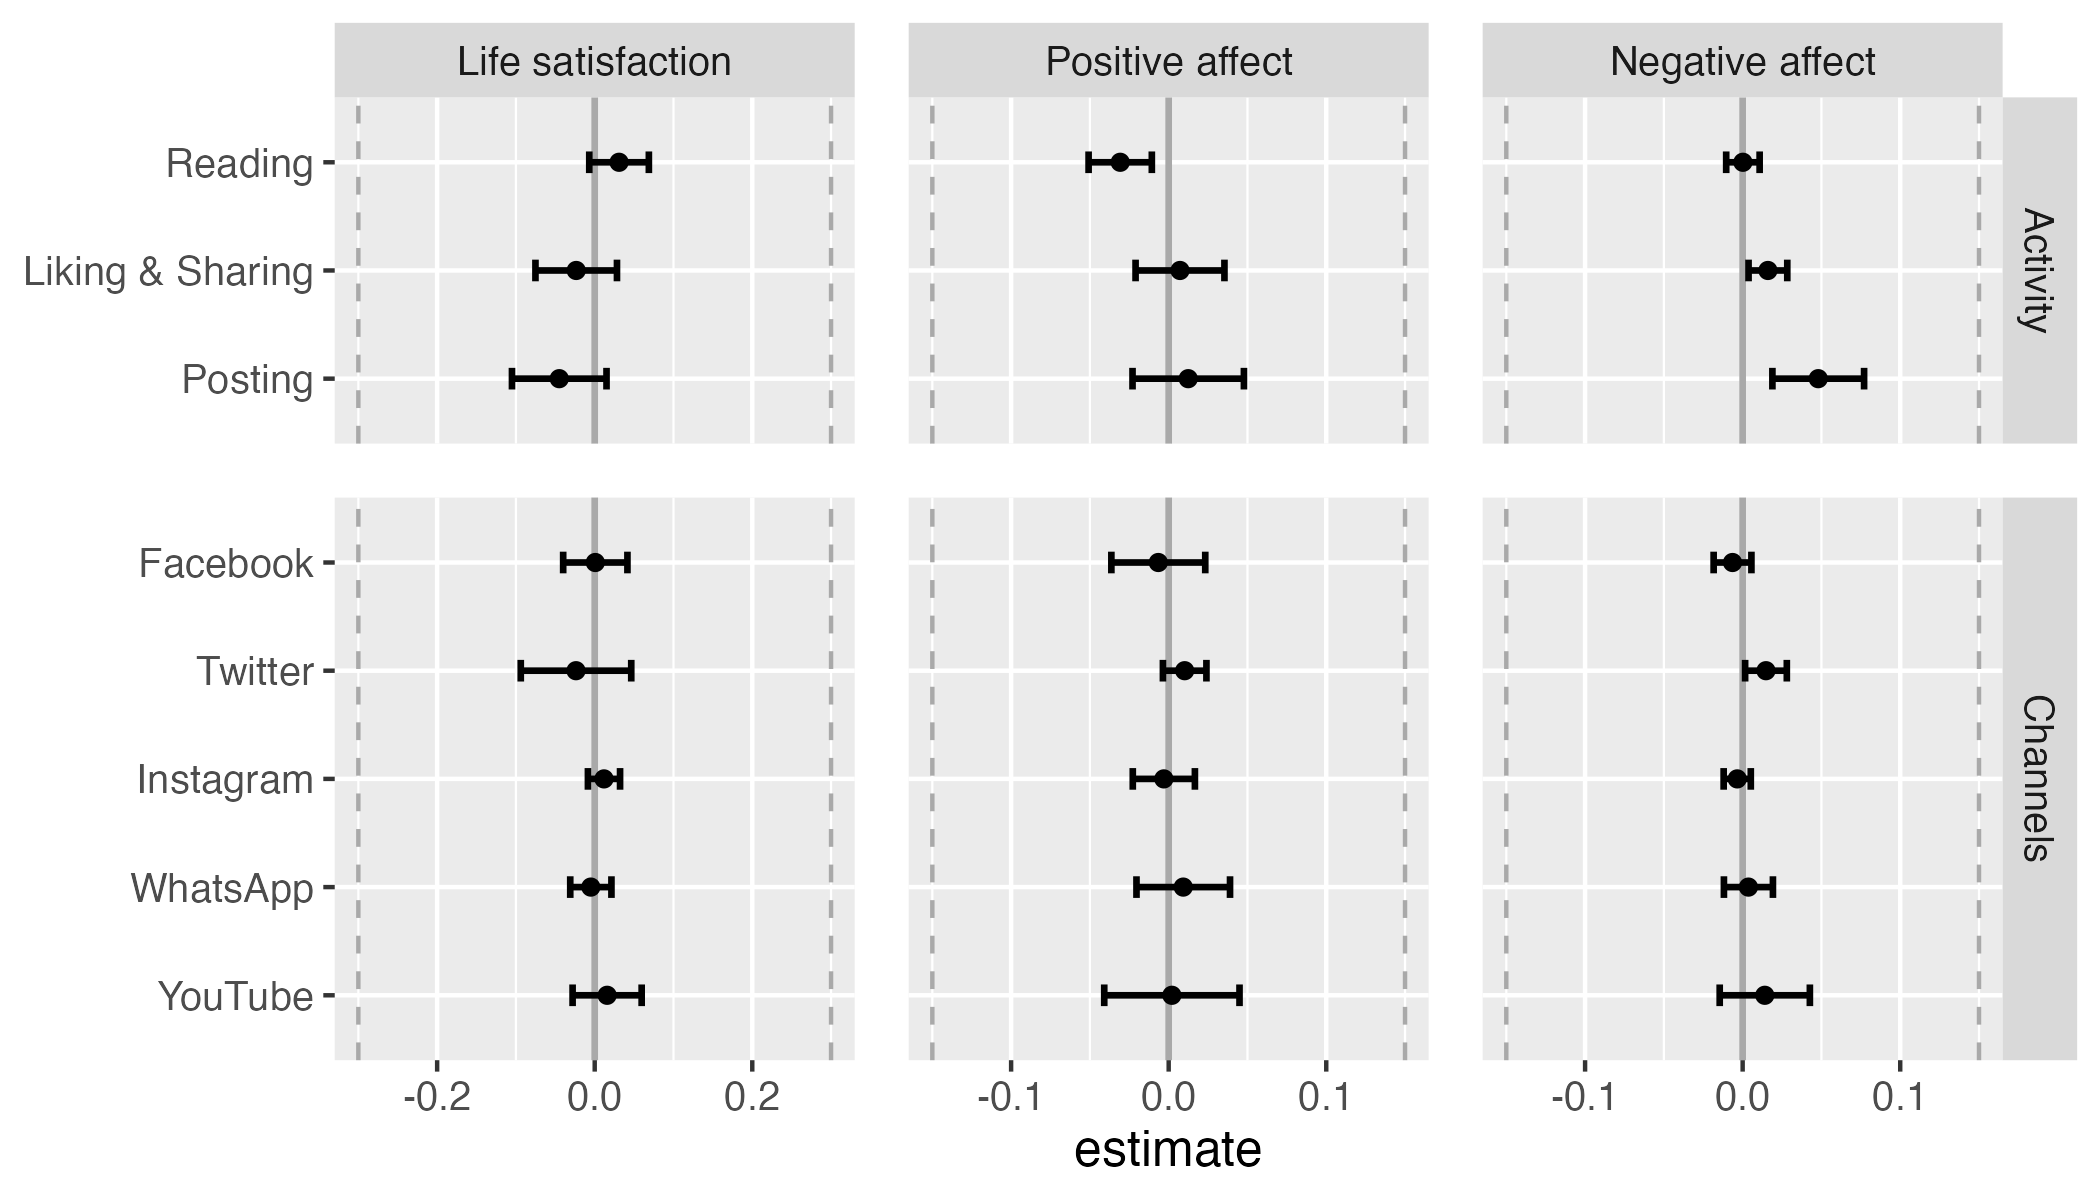 Life satisfaction
Positive affect
Negative affect
Reading
Liking & Sharing
Posting
Activity
Facebook
Twitter
Instagram
WhatsApp
YouTube
Channels
-0.2 0.0 0.2
-0.1 0.0 0.1
-0.1 0.0 0.1
estimate